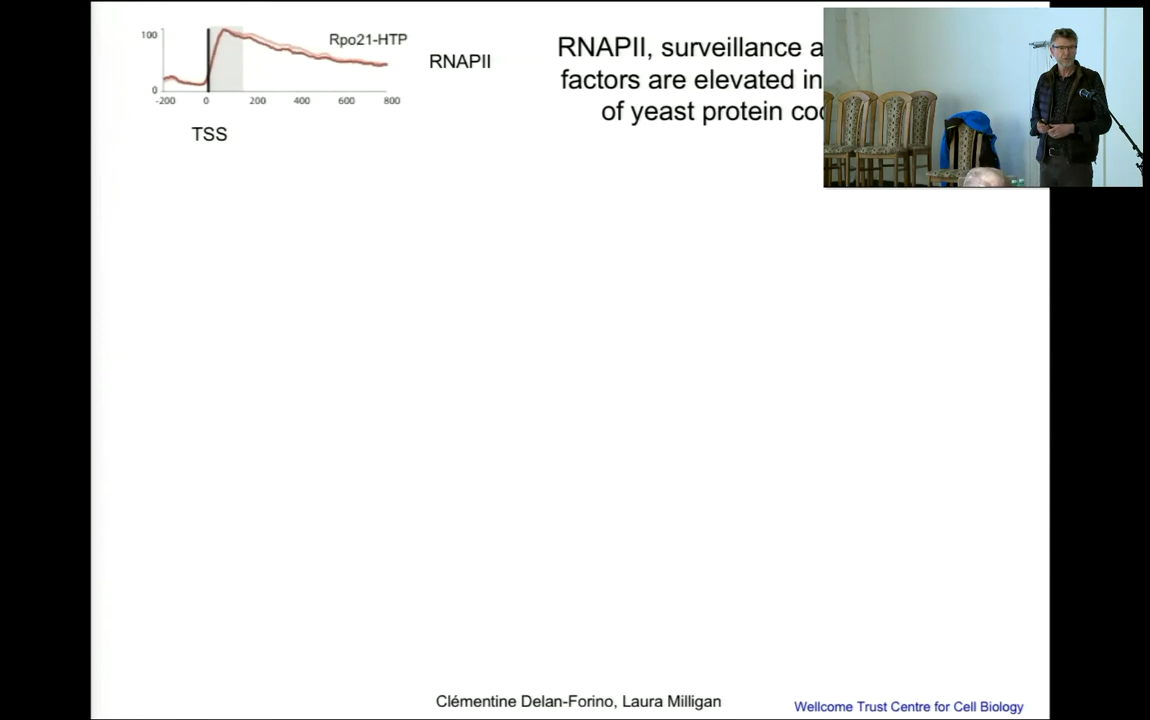 100
Rpo21-HTP
RNAPII
0
-200 0 200 400 600 800
TSS
RNAPII, surveillance a
factors are elevated in
of yeast protein
Clémentine Delan-Forino, Laura Milligan
Wellcome Trust Centre for Cell Biology